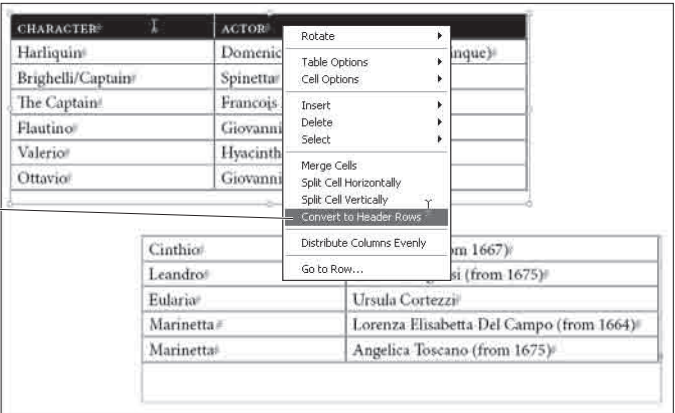 CHARACTER ACTOR
Harliquin Domenic nque)
Brighelli/Captain Spinetta
The Captain Francois
Flautino Giovanni
Valerio Hyacinth
Ottavio Giovanni
Rotate
Table Options
Cell Options
Insert
Delete
Select
Merge Cells
Split Cell Horizontally
Split Cell Vertically
Convert to Header Rows
Distribute Columns Evenly
Go to Row...
Cinthio om 1667)
Leandro si (from 1675)
Eularia Ursula Cortezzi
Marinetta Lorenza Elisabetta Del Campo (from 1664)
Marinetta Angelica Toscano (from 1675)